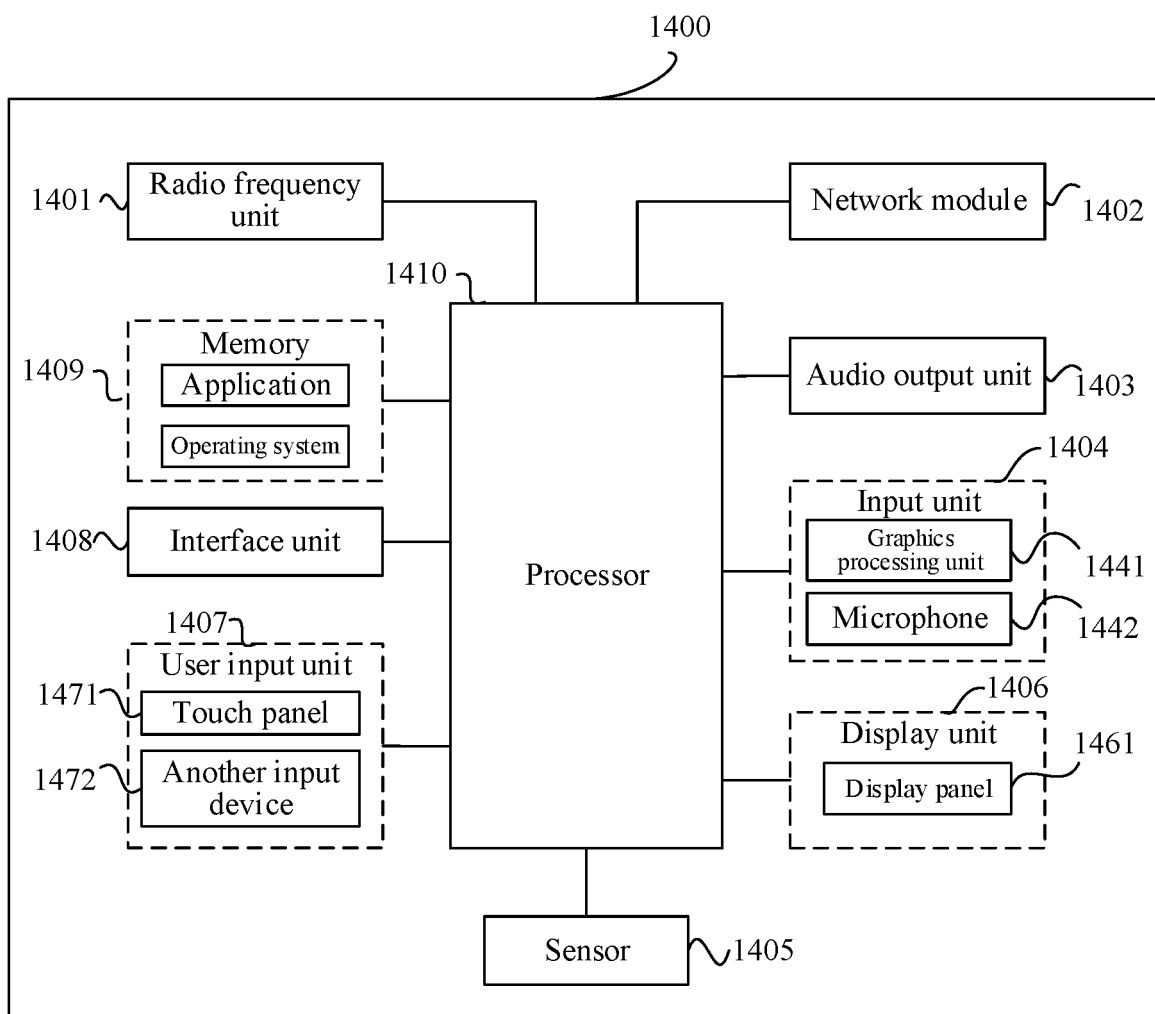 1400
1401
Radio frequency
unit
Network module
1402
1410
1409
Memory
Application
Operating system
Audio output unit
1403
1404
1408
Interface unit
Processor
Input unit
Graphics
processing unit
1441
Microphone
1442
1407
User input unit
1471
Touch panel
1472
Another input
device
1406
Display unit
1461
Display panel
Sensor
1405